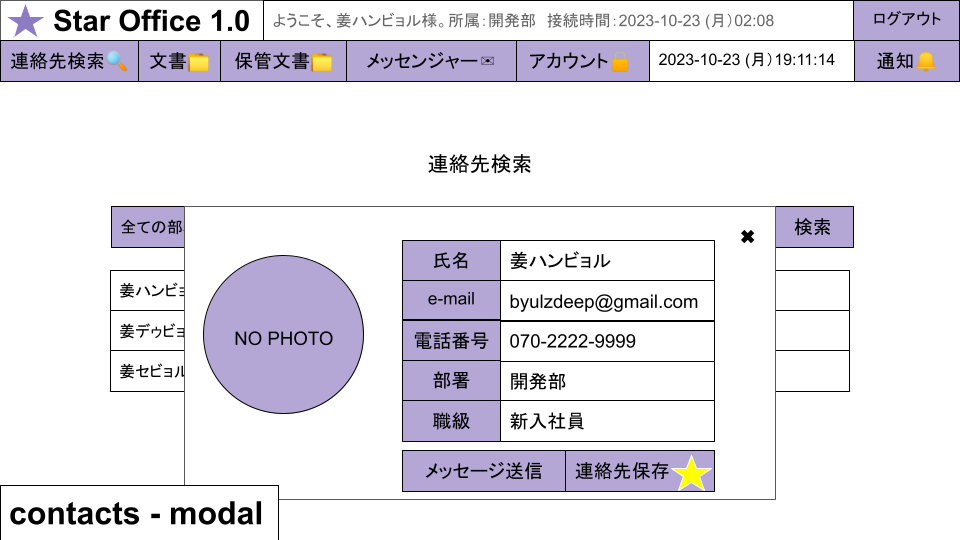 Star Office 1.0
ようこそ、姜ハンビョル様。所属:開発部 接続時間:2023-10-23 (月)02:08
ログアウト
連絡先検索
文書
保管文書
メッセンジャー✉
アカウント
2023-10-23 (月)19:11:14
通知
連絡先検索
全ての部
検索
姜ハンビョ
姜デゥビョ
姜セビョル
✖
NO PHOTO
氏名 姜ハンビョル
e-mail byulzdeep@gmail.com
電話番号 070-2222-9999
部署 開発部
職級 新入社員
メッセージ送信
連絡先保存
contacts - modal